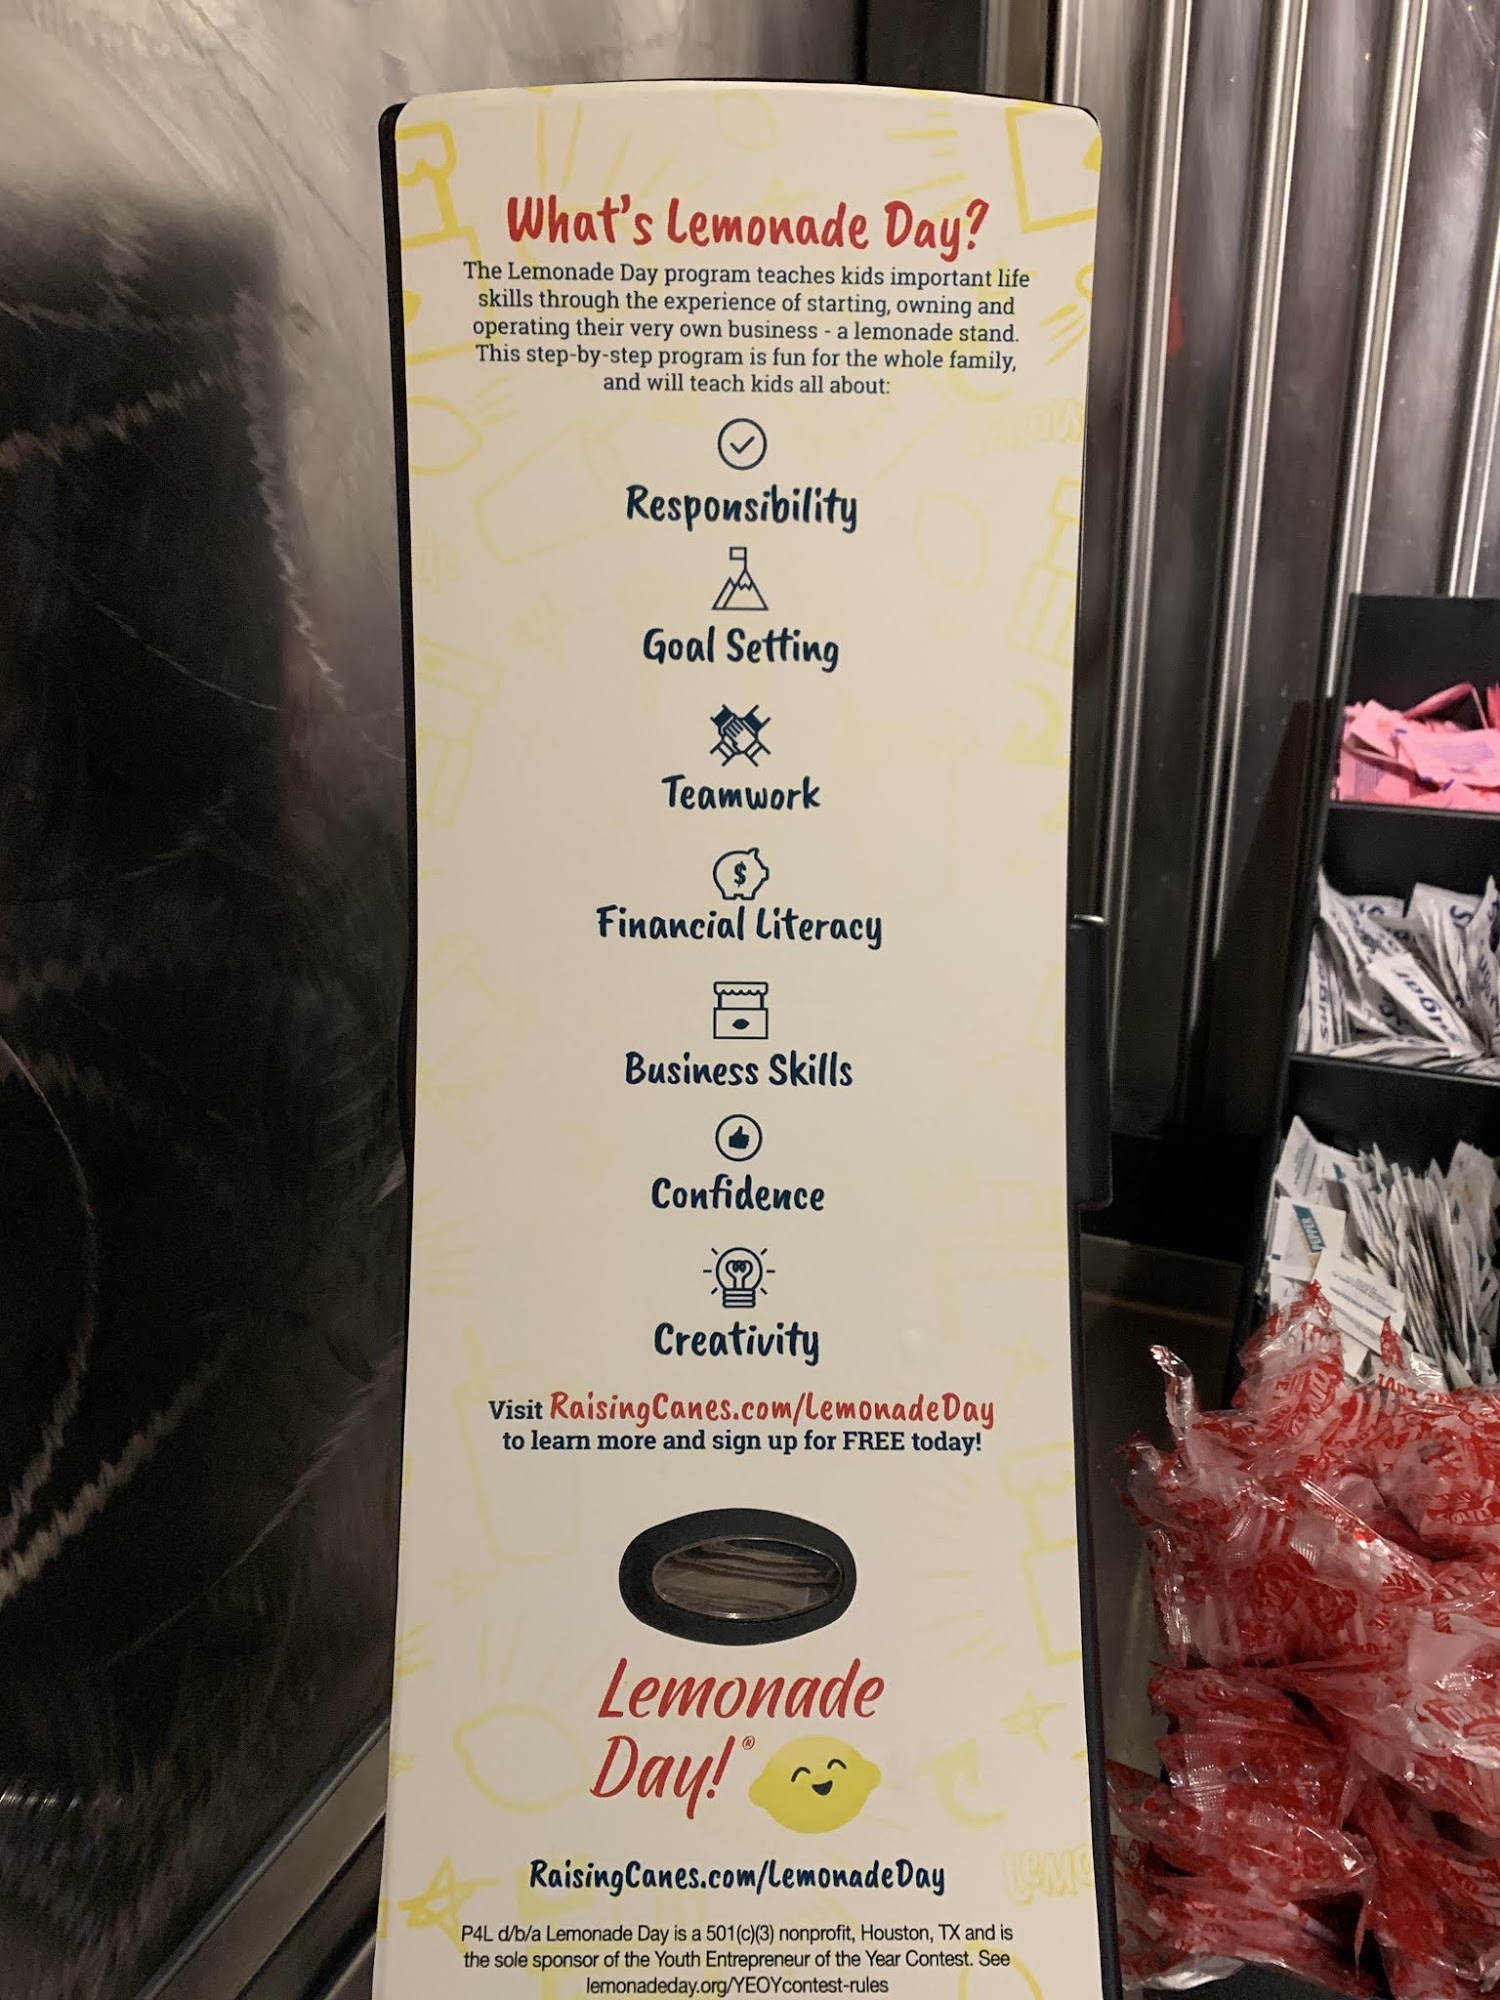 What's Lemonade Day?
The Lemonade Day program teaches kids important life
skills through the experience of starting, owning and
operating their very own business - a lemonade stand.
This step-by-step program is fun for the whole family,
and will teach kids all about:
Responsibility
Goal Setting
Teamwork
$
Financial Literacy
Business Skills
Confidence
Creativity
Visit RaisingCanes.com/LemonadeDay
to learn more and sign up for FREE today!
Lemonade
Day!®
RaisingCanes.com/LemonadeDay
P4L d/b/a Lemonade Day is a 501(c)(3) nonprofit, Houston, TX and is
the sole sponsor of the Youth Entrepreneur of the Year Contest. See
lemonadeday.org/YEOYcontest-rules
sugar
PEPPER